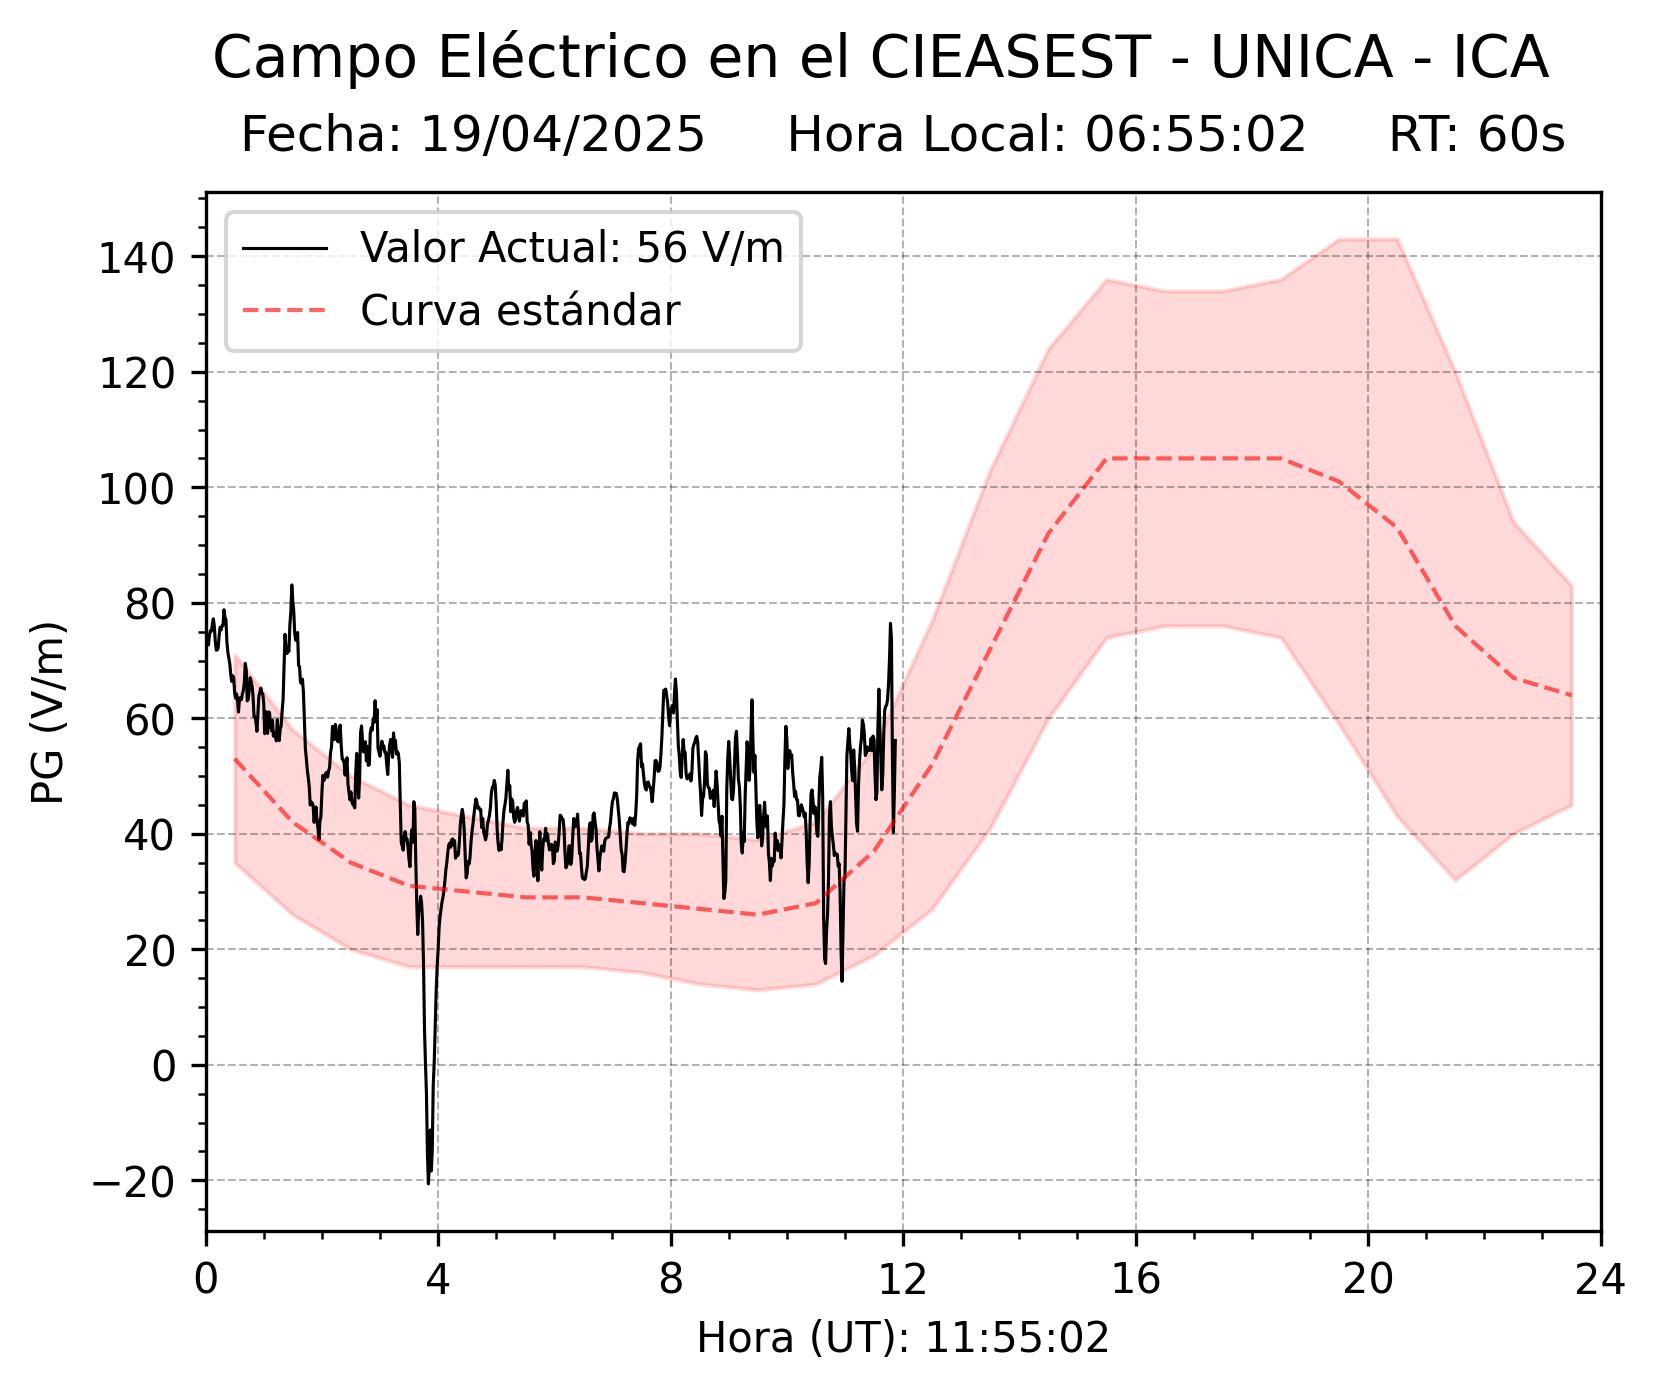 Campo Eléctrico en el CIEASEST - UNICA - ICA
Fecha: 19/04/2025 Hora Local: 06:55:02 RT: 60s
Valor Actual: 56 V/m
Curva estándar
PG (V/m)
140
120
100
80
60
40
20
0
−20
0 4 8 12 16 20 24
Hora (UT): 11:55:02